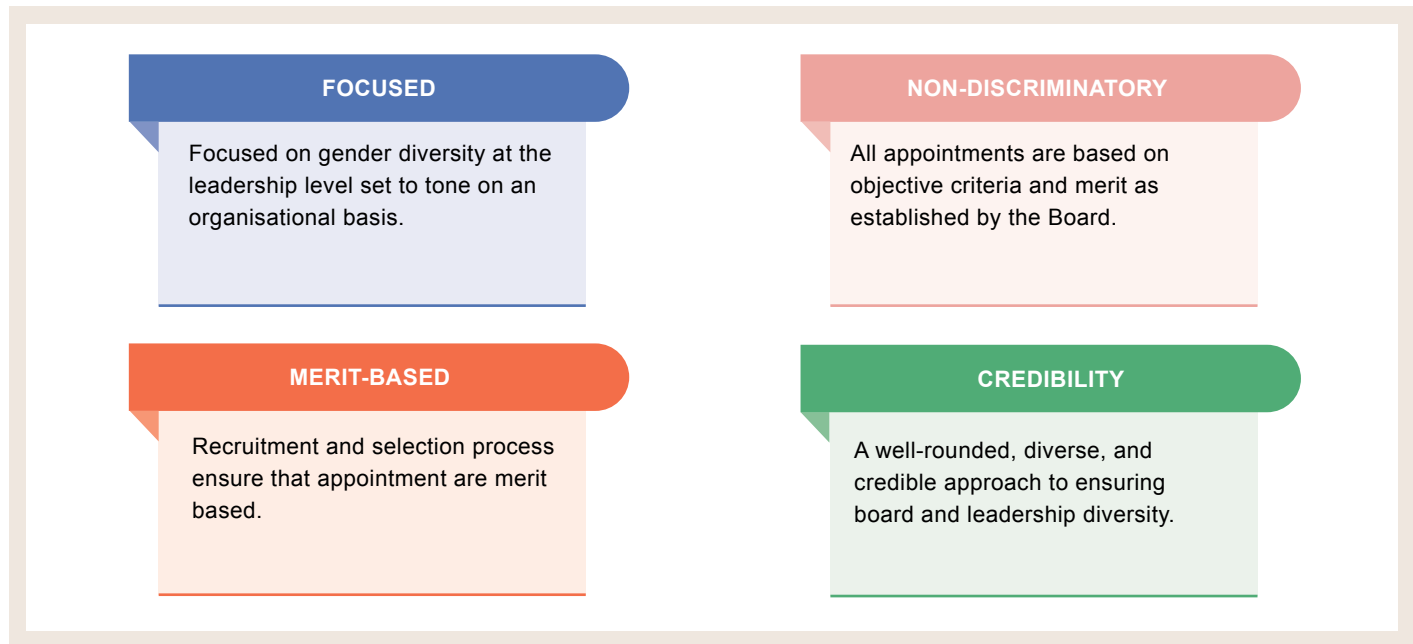 FOCUSED
Focused on gender diversity at the
leadership level set to tone on an
organisational basis.
NON-DISCRIMINATORY
All appointments are based on
objective criteria and merit as
established by the Board.
MERIT-BASED
Recruitment and selection process
ensure that appointment are merit
based.
CREDIBILITY
A well-rounded, diverse, and
credible approach to ensuring
board and leadership diversity.